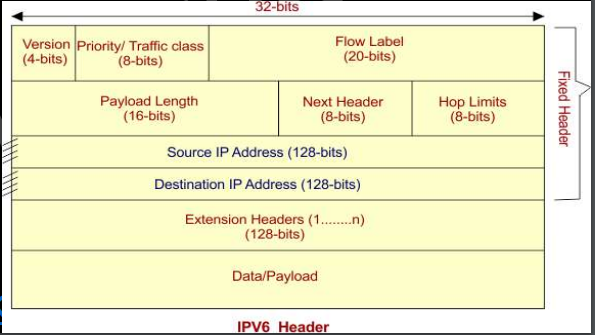 32-bits
Version
(4-bits)
Priority/ Traffic class
(8-bits)
Flow Label
(20-bits)
Payload Length
(16-bits)
Next Header
(8-bits)
Hop Limits
(8-bits)
Fixed Header
Source IP Address (128-bits)
Destination IP Address (128-bits)
Extension Headers (1........n)
(128-bits)
Data/Payload
IPV6 Header